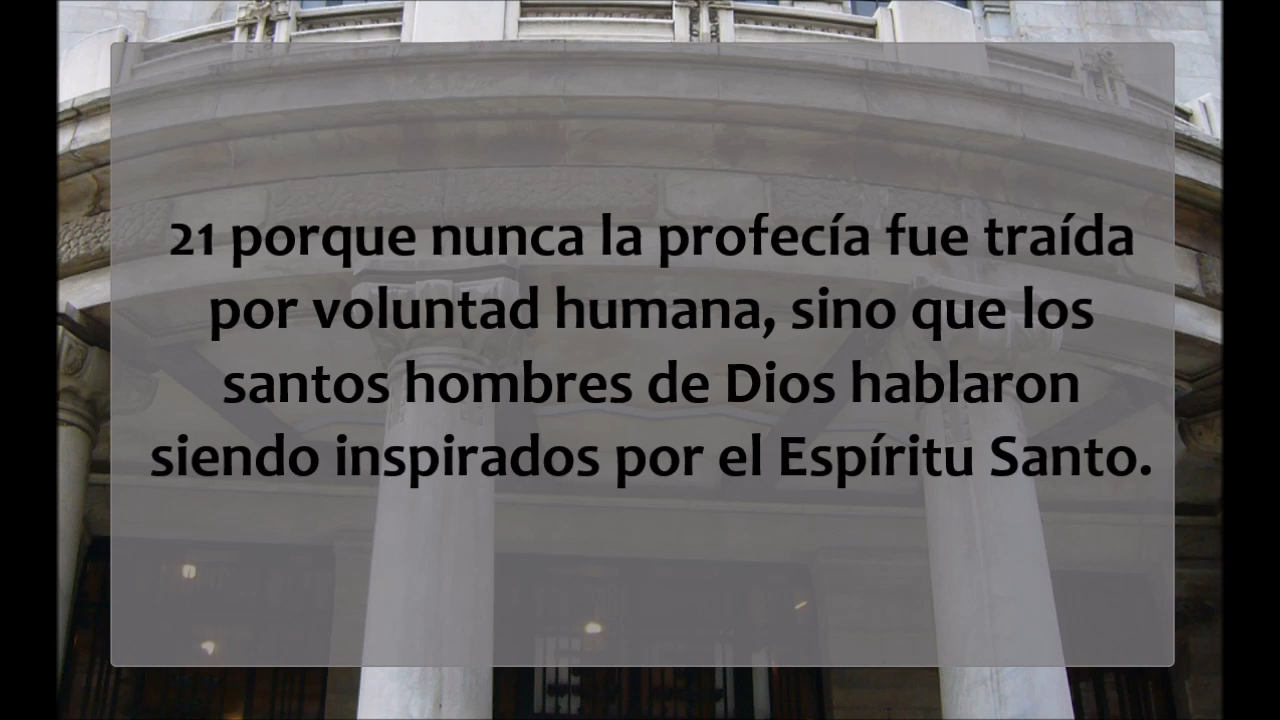 21 porque nunca la profecía fue traída
por voluntad humana, sino que los
santos hombres de Dios hablaron
siendo inspirados por el Espíritu Santo.